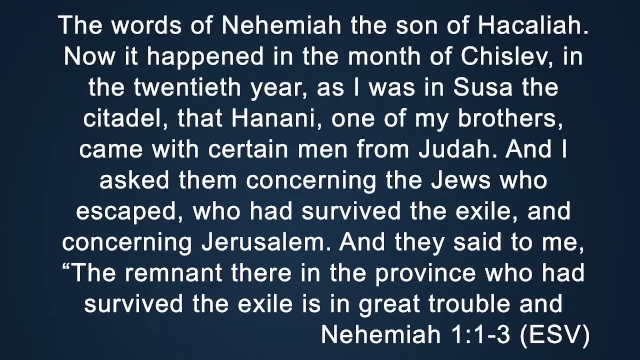 The words of Nehemiah the son of Hacaliah.
Now it happened in the month of Chislev, in
the twentieth year, as I was in Susa the
citadel, that Hanani, one of my brothers,
came with certain men from Judah. And I
asked them concerning the Jews who
escaped, who had survived the exile, and
concerning Jerusalem. And they said to me,
“The remnant there in the province who had
survived the exile is in great trouble and
Nehemiah 1:1-3 (ESV)